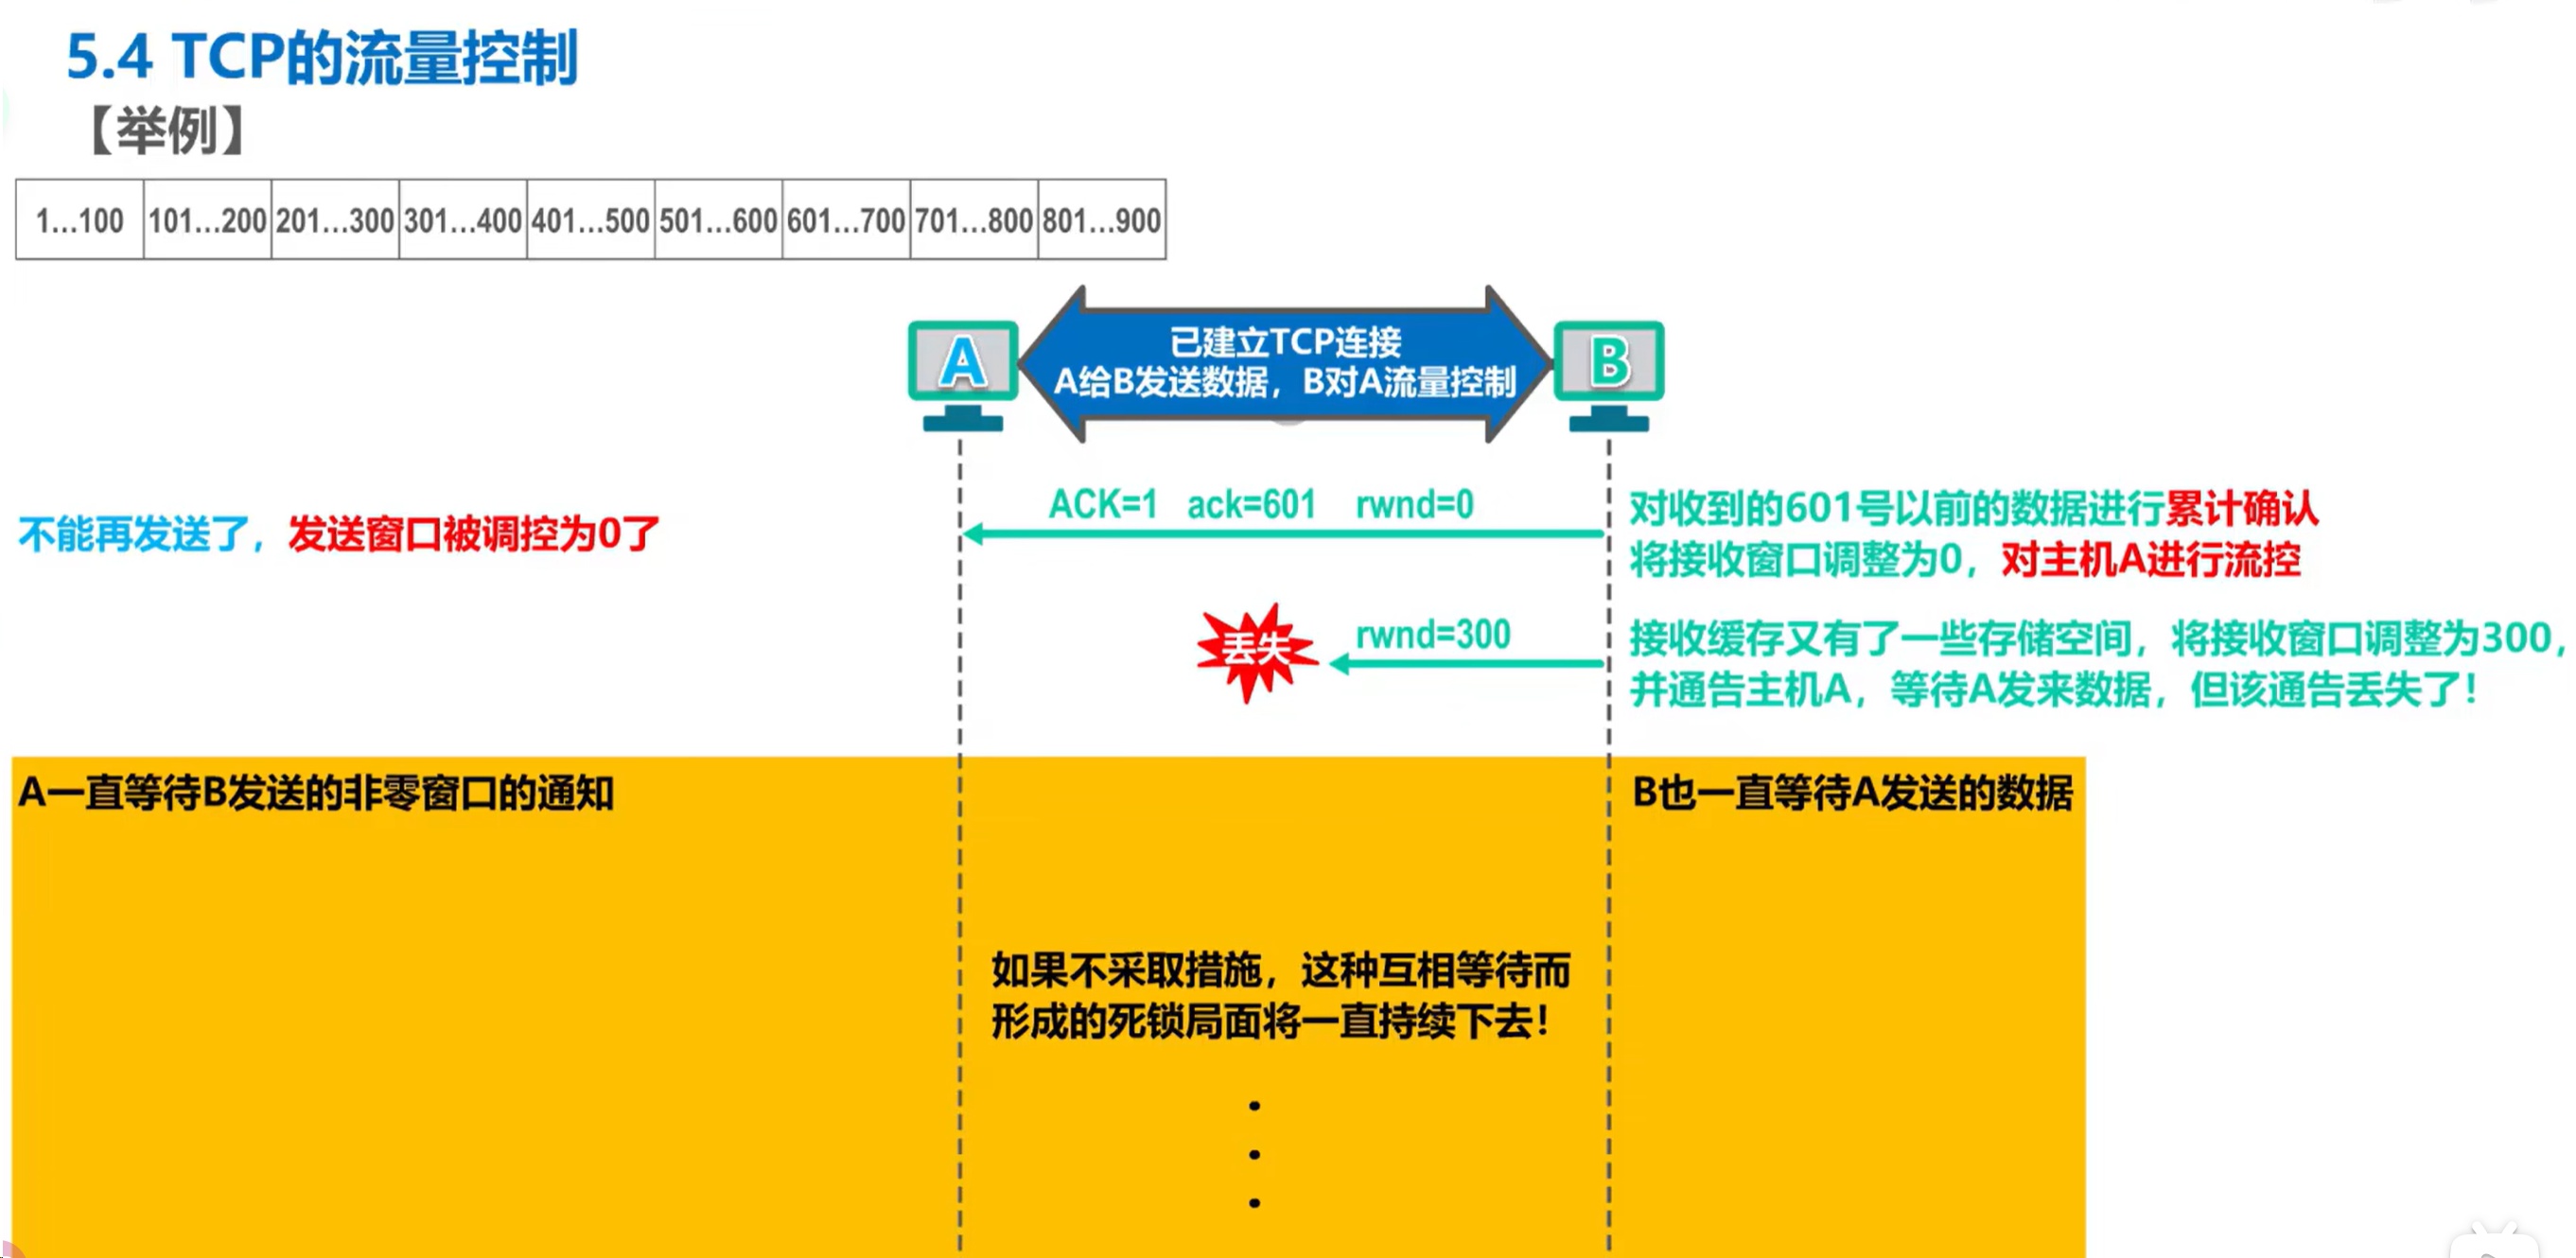 5.4 TCP的流量控制
【举例】
1...100 101...200 201...300 301...400 401...500 501...600 601...700 701...800 801...900
已建立TCP连接
A给B发送数据，B对A流量控制
A
B
ACK=1 ack=601 rwnd=0
不能再发送了，发送窗口被调控为0了
对收到的601号以前的数据进行累计确认
将接收窗口调整为0，对主机A进行流控
丢失
rwnd=300
接收缓存又有了一些存储空间，将接收窗口调整为300，
并通告主机A，等待A发来数据，但该通告丢失了！
A一直等待B发送的非零窗口的通知
B也一直等待A发送的数据
如果不采取措施，这种互相等待而
形成的死锁局面将一直持续下去！